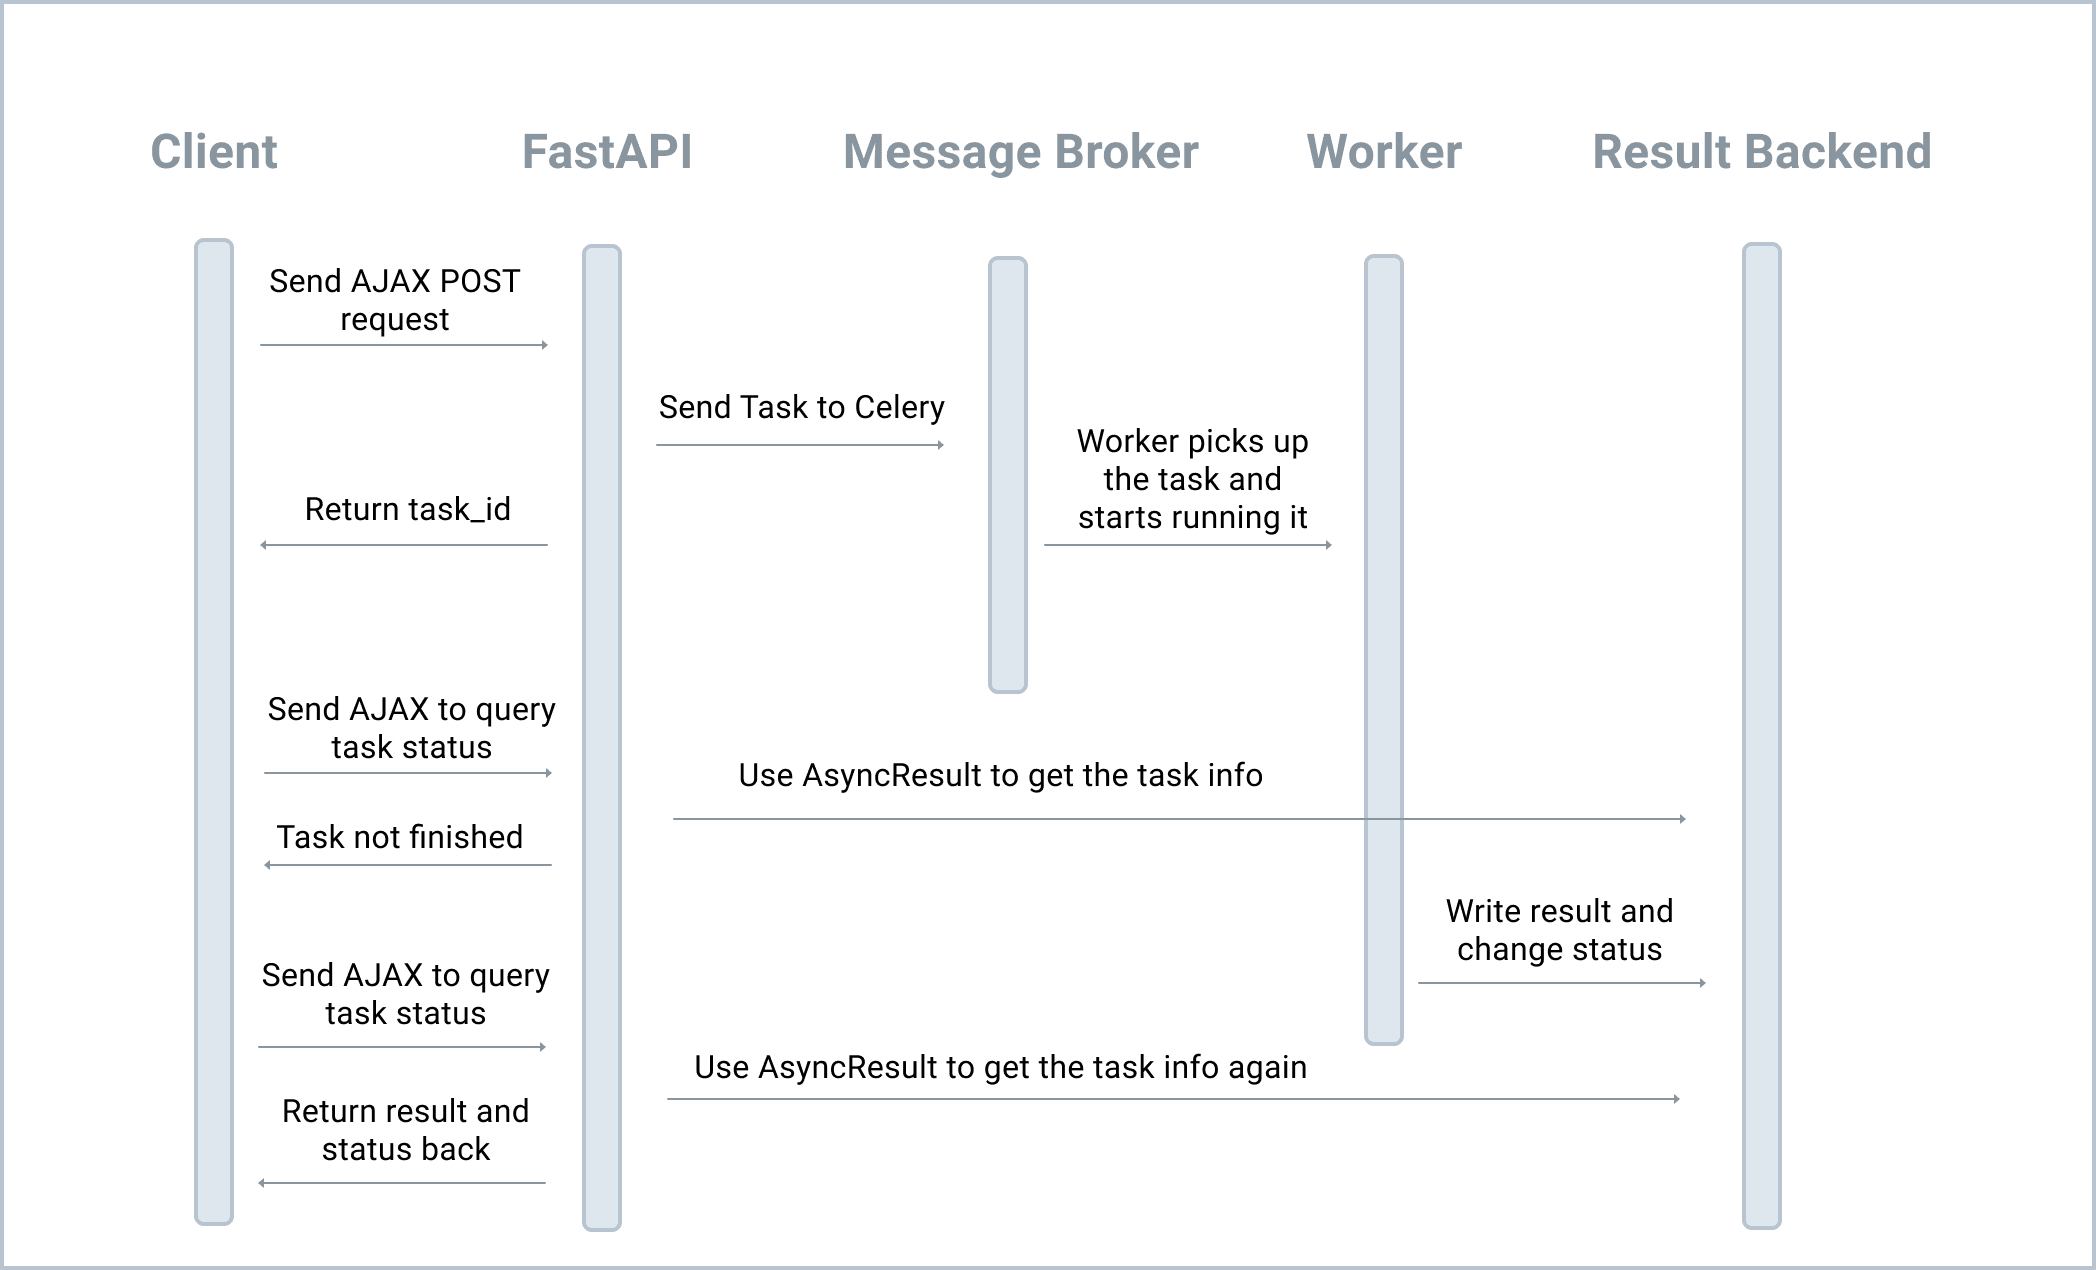 Client
FastAPI
Message Broker
Worker
Result Backend
Send AJAX POST
request
Send Task to Celery
Worker picks up
the task and
starts running it
Return task_id
Send AJAX to query
task status
Use AsyncResult to get the task info
Task not finished
Write result and
change status
Send AJAX to query
task status
Use AsyncResult to get the task info again
Return result and
status back